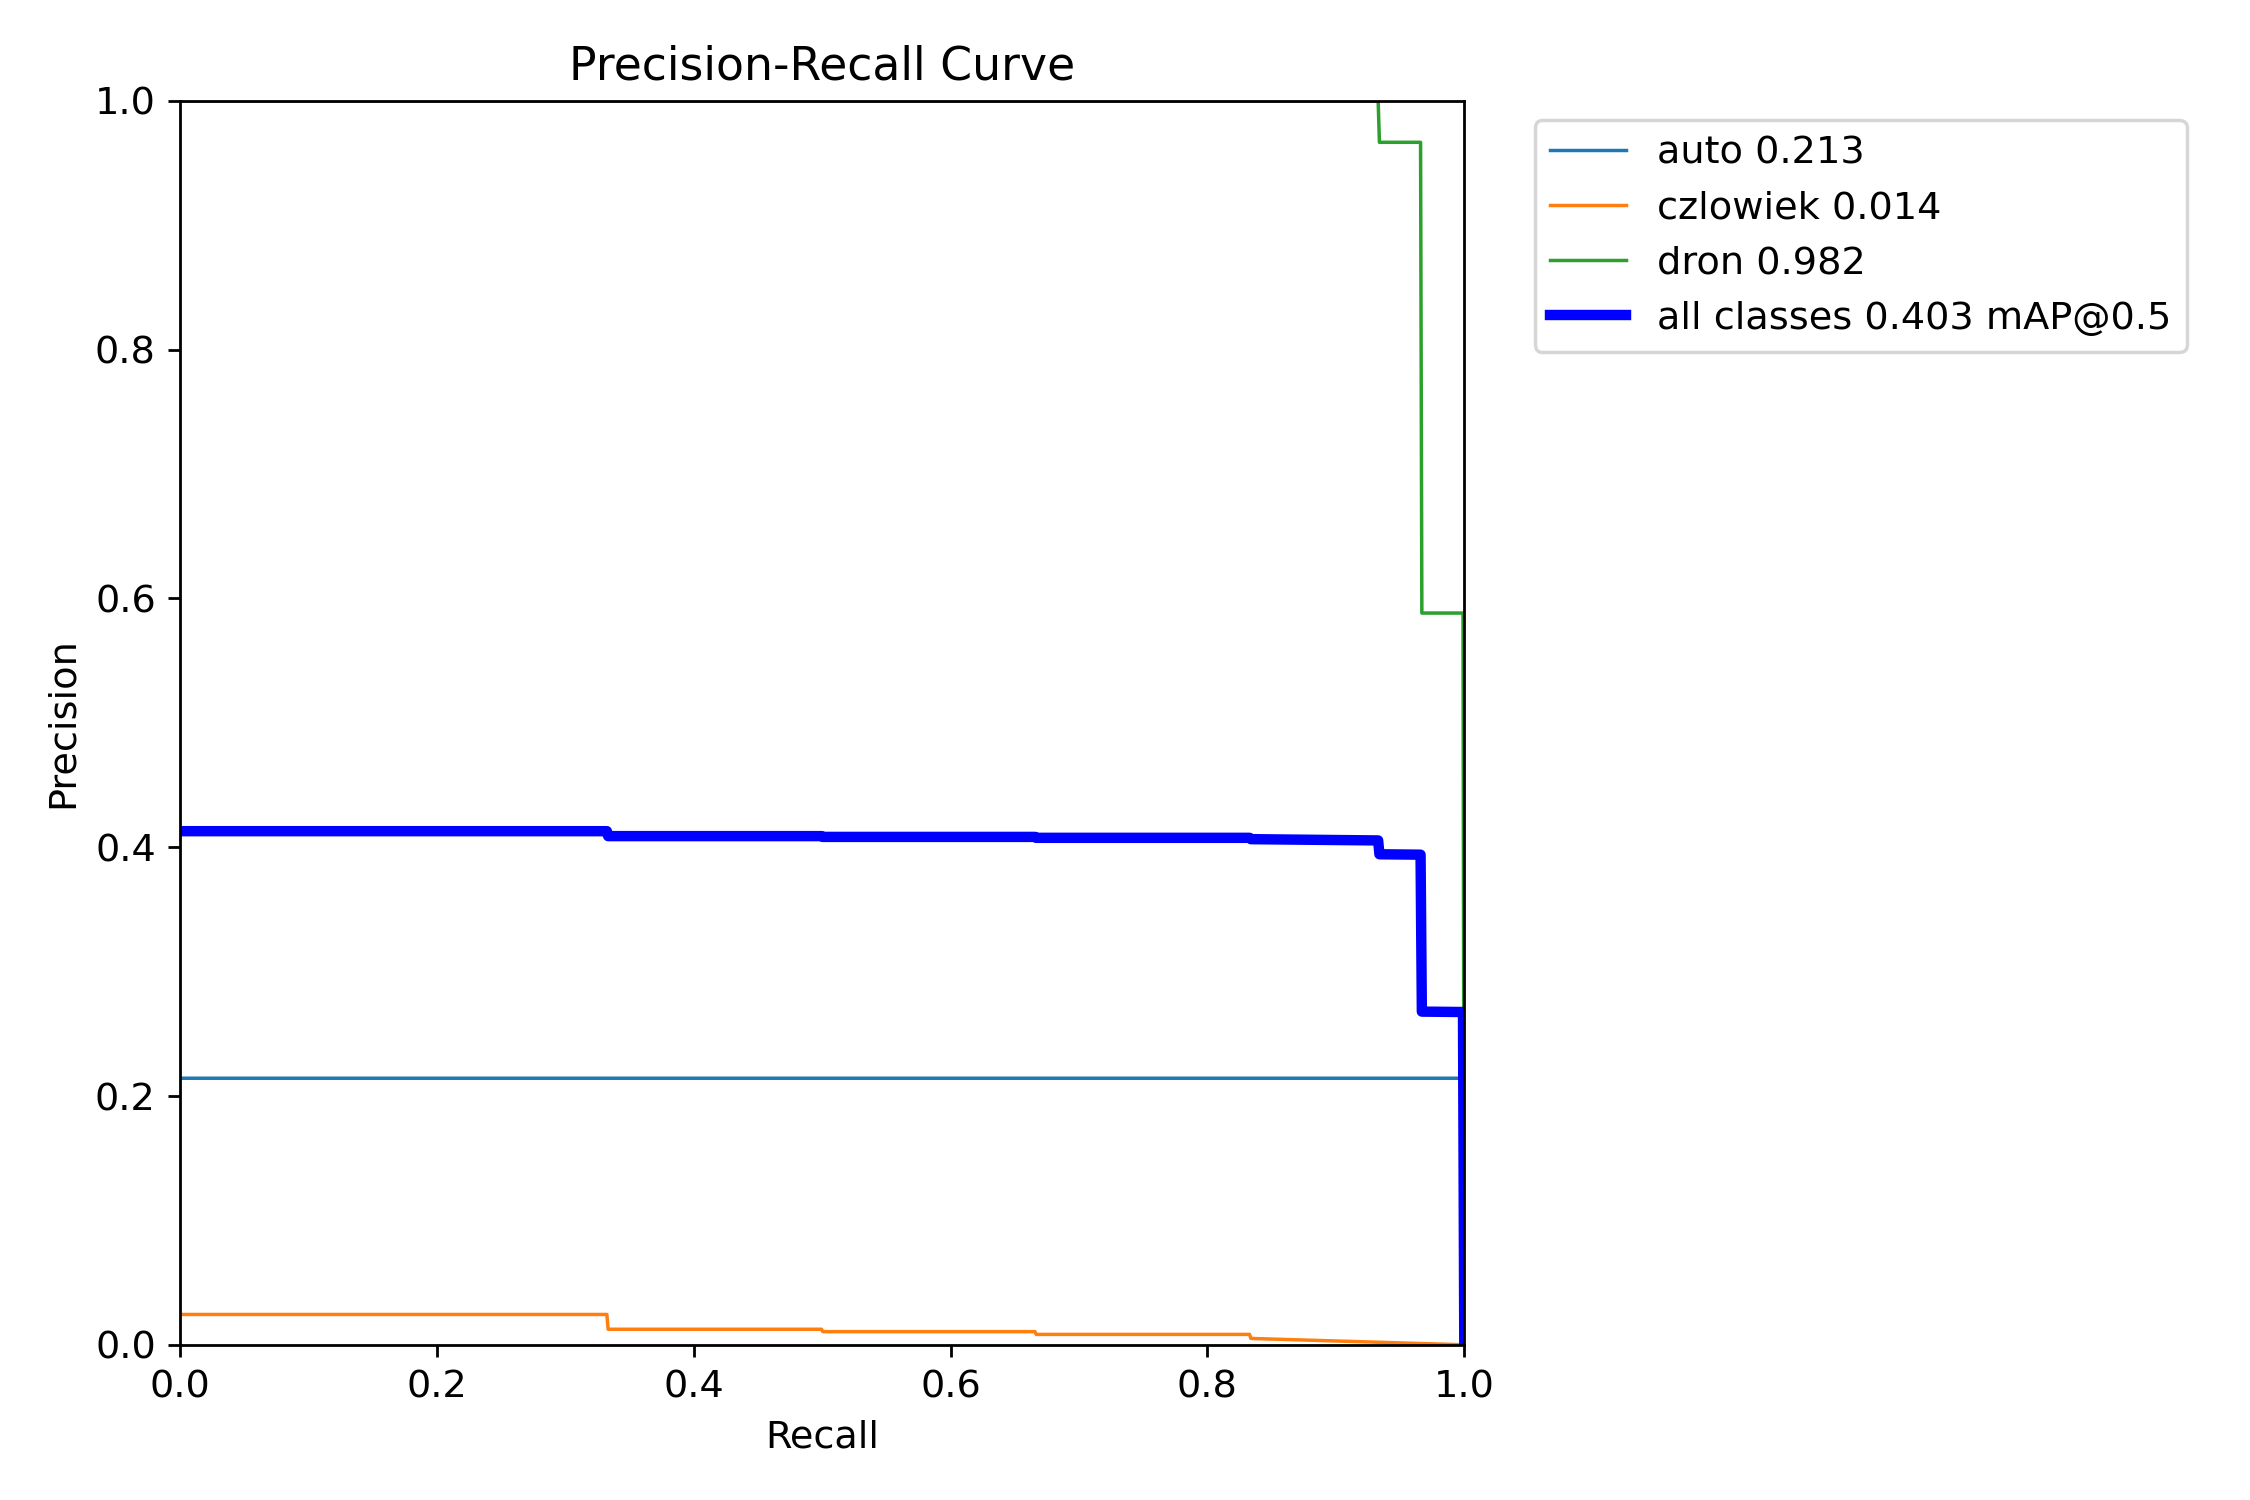 Precision-Recall Curve
1.0
0.8
0.6
0.4
0.2
0.0
Precision
0.0 0.2 0.4 0.6 0.8 1.0
Recall
auto 0.213
czlowiek 0.014
dron 0.982
all classes 0.403 mAP@0.5